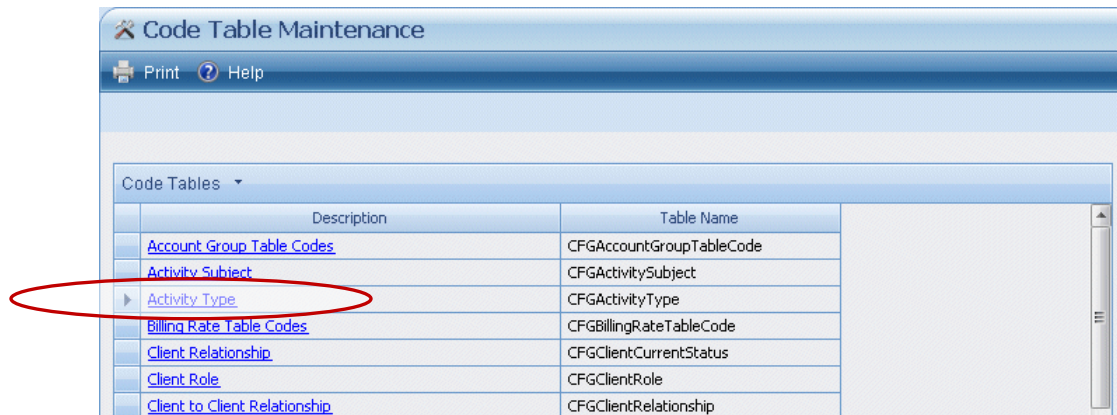 Code Table Maintenance
Print Help
Code Tables
Description Table Name
Account Group Table Codes CFGAccountGroupTableCode
Activity Subject CFGActivitySubject
Activity Type CFGActivityType
Billing Rate Table Codes CFGBillingRateTableCode
Client Relationship CFGClientCurrentStatus
Client Role CFGClientRole
Client to Client Relationship CFGClientRelationship